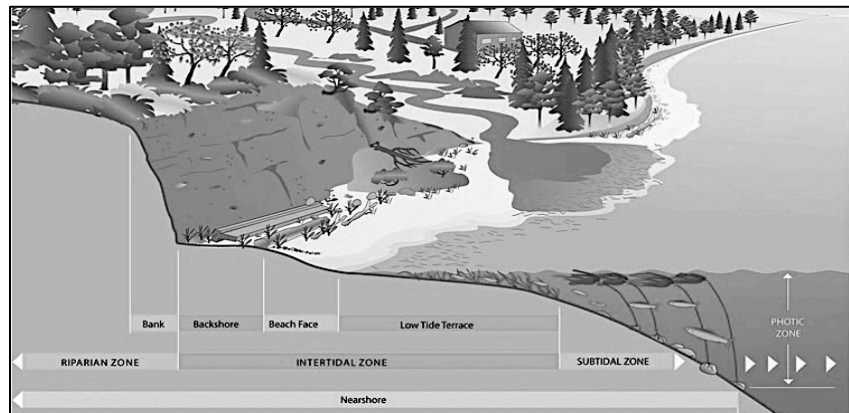 Bank
Backshore
Beach Face
Low Tide Terrace
PHOTIC
ZONE
RIPARIAN ZONE
INTERTIDAL ZONE
SUBTIDAL ZONE
Nearshore